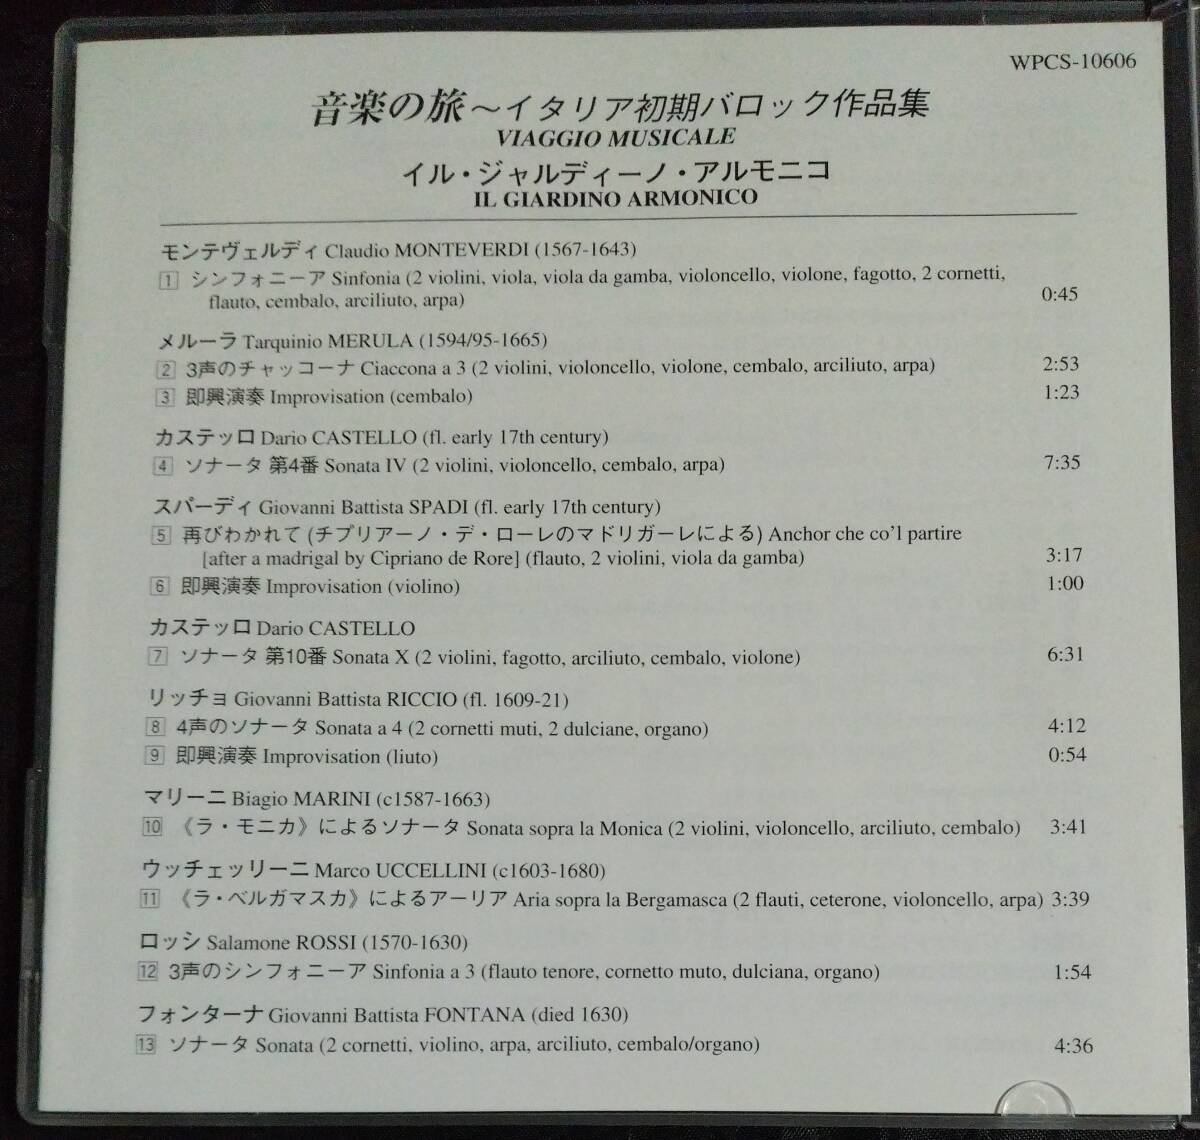 WPCS-10606
音楽の旅～イタリア初期バロック作品集
VIAGGIO MUSICALE
イル・ジャルディーノ・アルモニコ
IL GIARDINO ARMONICO
モンテヴェルディ Claudio MONTEVERDI (1567-1643)
1 シンフォニーア Sinfonia (2 violini, viola, viola da gamba, violoncello, violone, fagotto, 2 cornetti,
flauto, cembalo, arciliuto, arpa) 0:45
メルーラ Tarquinio MERULA (1594/95-1665)
2 3声のチャッコーナ Ciaccona a 3 (2 violini, violoncello, violone, cembalo, arciliuto, arpa) 2:53
3 即興演奏 Improvisation (cembalo) 1:23
カステッロ Dario CASTELLO (fl. early 17th century)
4 ソナータ 第4番 Sonata IV (2 violini, violoncello, cembalo, arpa) 7:35
スパーディ Giovanni Battista SPADI (fl. early 17th century)
5 再びわかれて (チプリアーノ・デ・ローレのマドリガーレによる) Anchor che co'l partire
[after a madrigal by Cipriano de Rore] (flauto, 2 violini, viola da gamba) 3:17
6 即興演奏 Improvisation (violino) 1:00
カステッロ Dario CASTELLO
7 ソナータ 第10番 Sonata X (2 violini, fagotto, arciliuto, cembalo, violone) 6:31
リッチョ Giovanni Battista RICCIO (fl. 1609-21)
8 4声のソナータ Sonata a 4 (2 cornetti muti, 2 dulciane, organo) 4:12
9 即興演奏 Improvisation (liuto) 0:54
マリーニ Biagio MARINI (c1587-1663)
10 《ラ・モニカ》によるソナータ Sonata sopra la Monica (2 violini, violoncello, arciliuto, cembalo) 3:41
ウッチェッリーニ Marco UCCELLINI (c1603-1680)
11 《ラ・ベルガマスカ》によるアーリア Aria sopra la Bergamasca (2 flauti, ceterone, violoncello, arpa) 3:39
ロッシ Salamone ROSSI (1570-1630)
12 3声のシンフォニーア Sinfonia a 3 (flauto tenore, cornetto muto, dulciana, organo) 1:54
フォンターナ Giovanni Battista FONTANA (died 1630)
13 ソナータ Sonata (2 cornetti, violino, arpa, arciliuto, cembalo/organo) 4:36